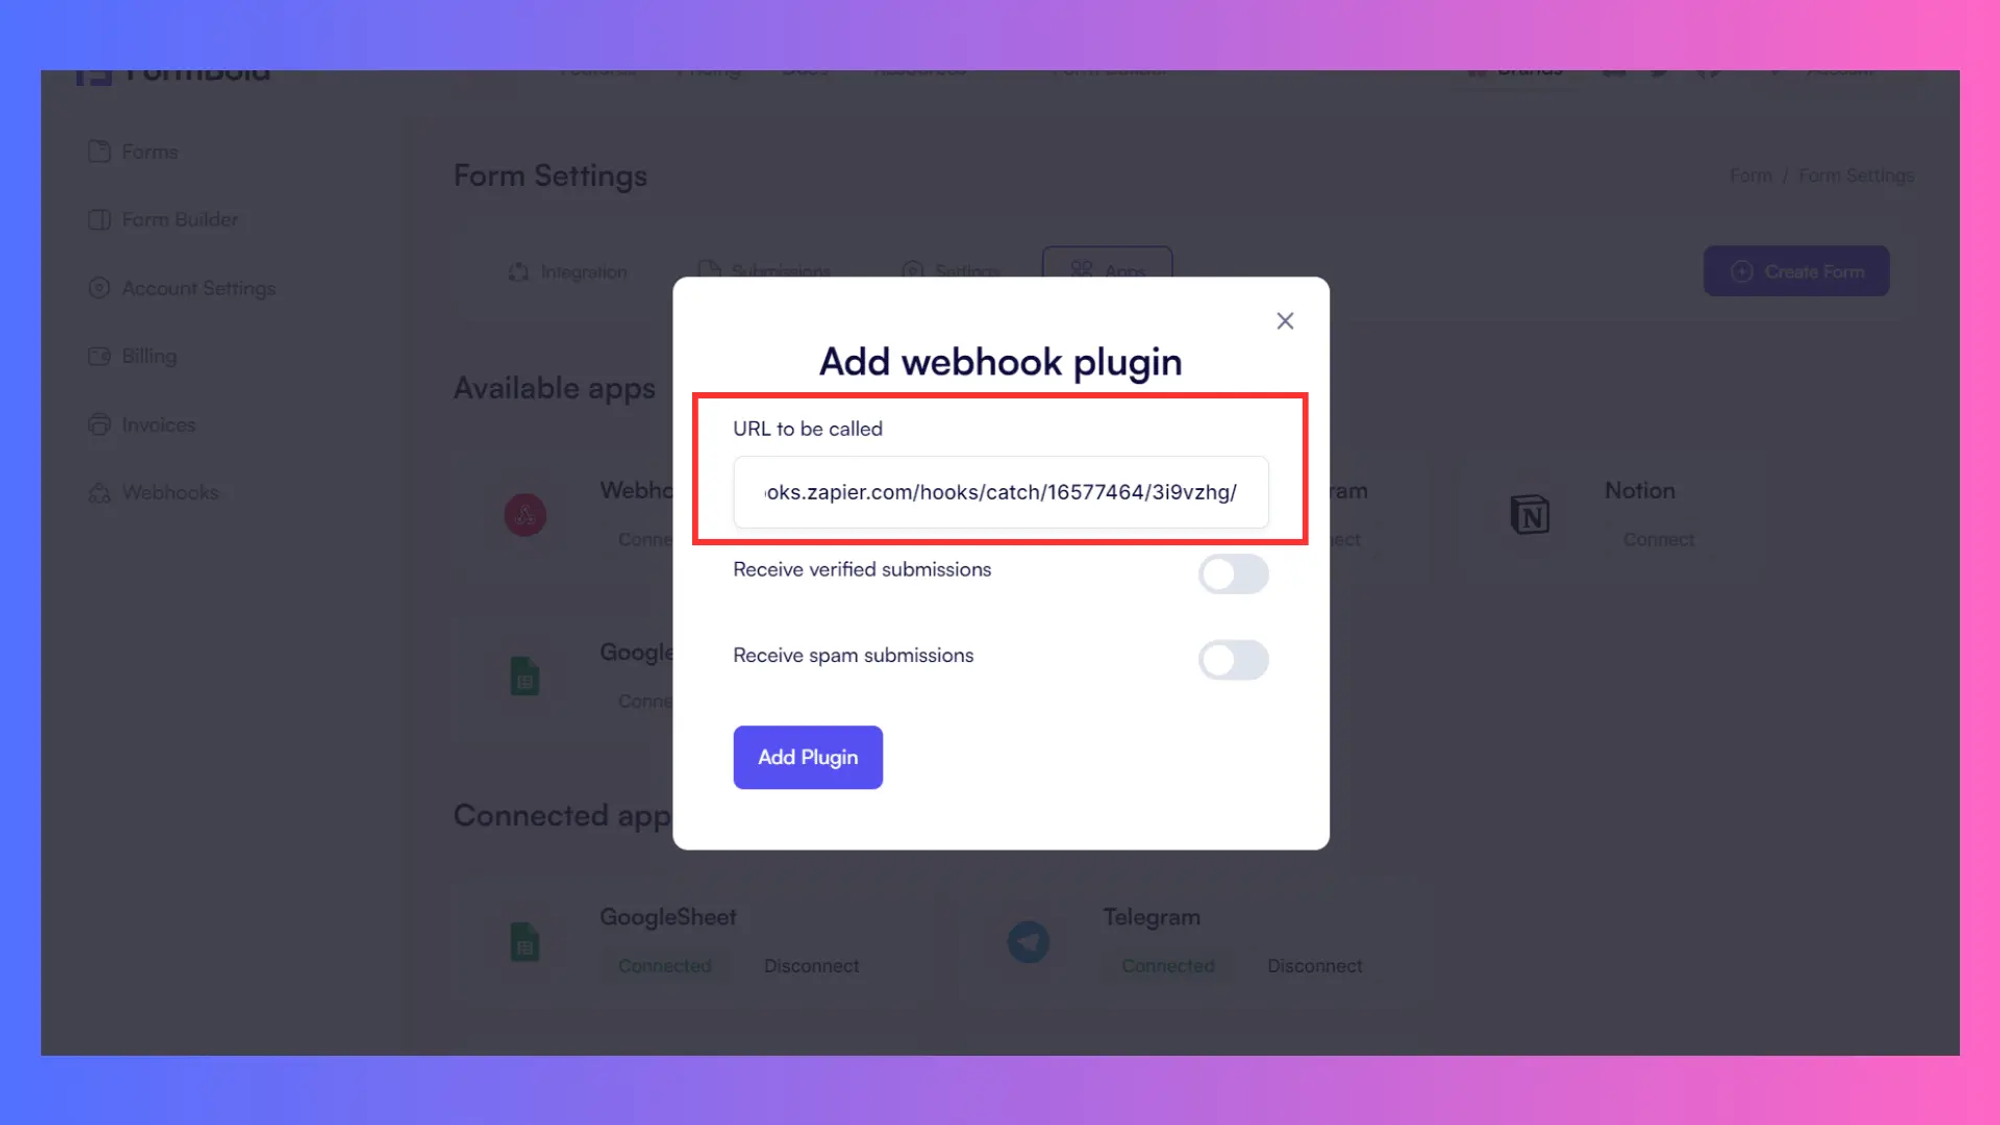 FormBold
Brands
Account
Forms
Form Builder
Account Settings
Billing
Invoices
Webhooks
Form Settings
Form / Form Settings
Integration
Submissions
Settings
Apps
Create Form
Available apps
Webho
Conne
ram
ect
Notion
Connect
Google
Conne
Add webhook plugin
URL to be called
oks.zapier.com/hooks/catch/16577464/3i9vzhg/
Receive verified submissions
Receive spam submissions
Add Plugin
Connected app
GoogleSheet
Connected
Disconnect
Telegram
Connected
Disconnect